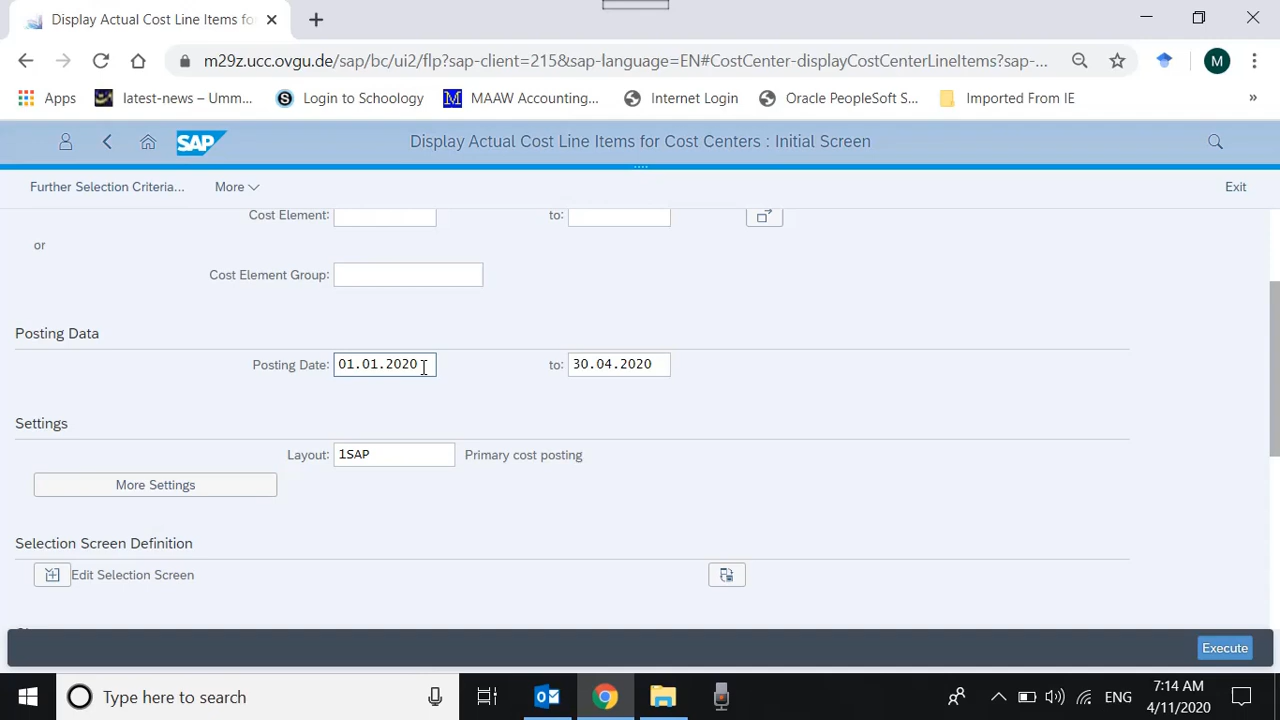 Display Actual Cost Line Items fo
m29z.ucc.ovgu.de/sap/bc/ui2/flp?sap-client=215&sap-language=EN#CostCenter-displayCostCenterLineItems?sap-...
M
Apps latest-news – Umm... S Login to Schoology M MAAW Accounting... Internet Login Oracle PeopleSoft S... Imported From IE »
SAP Display Actual Cost Line Items for Cost Centers : Initial Screen
Further Selection Criteria... More Exit
Cost Element: to:
or
Cost Element Group:
Posting Data
Posting Date: 01.01.2020 to: 30.04.2020
Settings
Layout: 1SAP Primary cost posting
More Settings
Selection Screen Definition
Edit Selection Screen
Execute
Type here to search
ENG
7:14 AM
4/11/2020